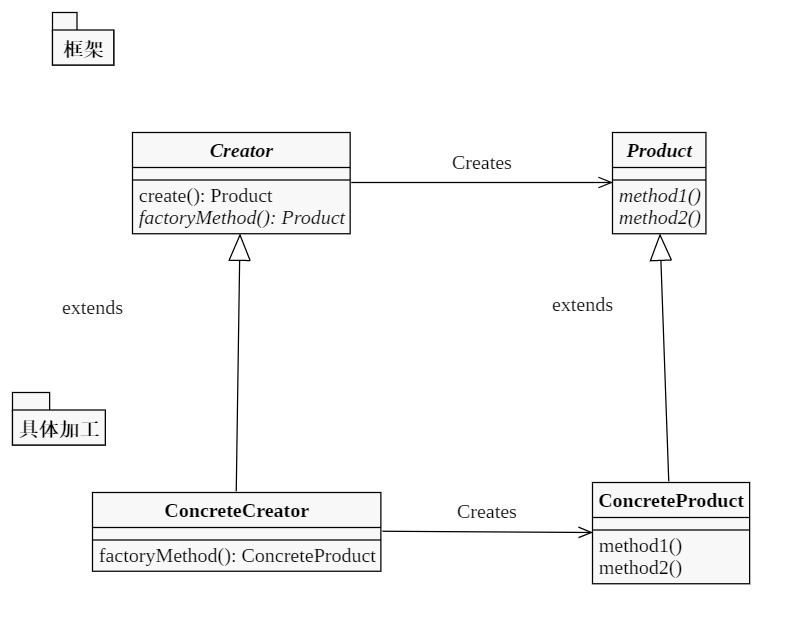 框架
Creator
create(): Product
factoryMethod(): Product
Creates
Product
method1()
method2()
extends
extends
具体加工
ConcreteCreator
factoryMethod(): ConcreteProduct
Creates
ConcreteProduct
method1()
method2()